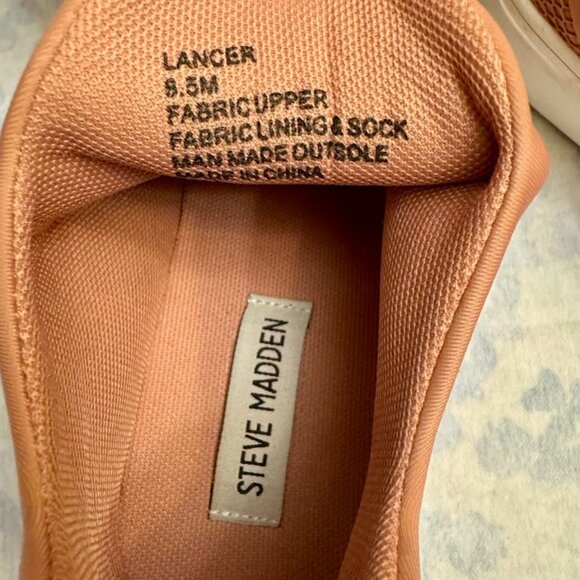 LANCER
8.5M
FABRIC UPPER
FABRIC LINING & SOCK
MAN MADE OUTSOLE
MADE IN CHINA
STEVE MADDEN